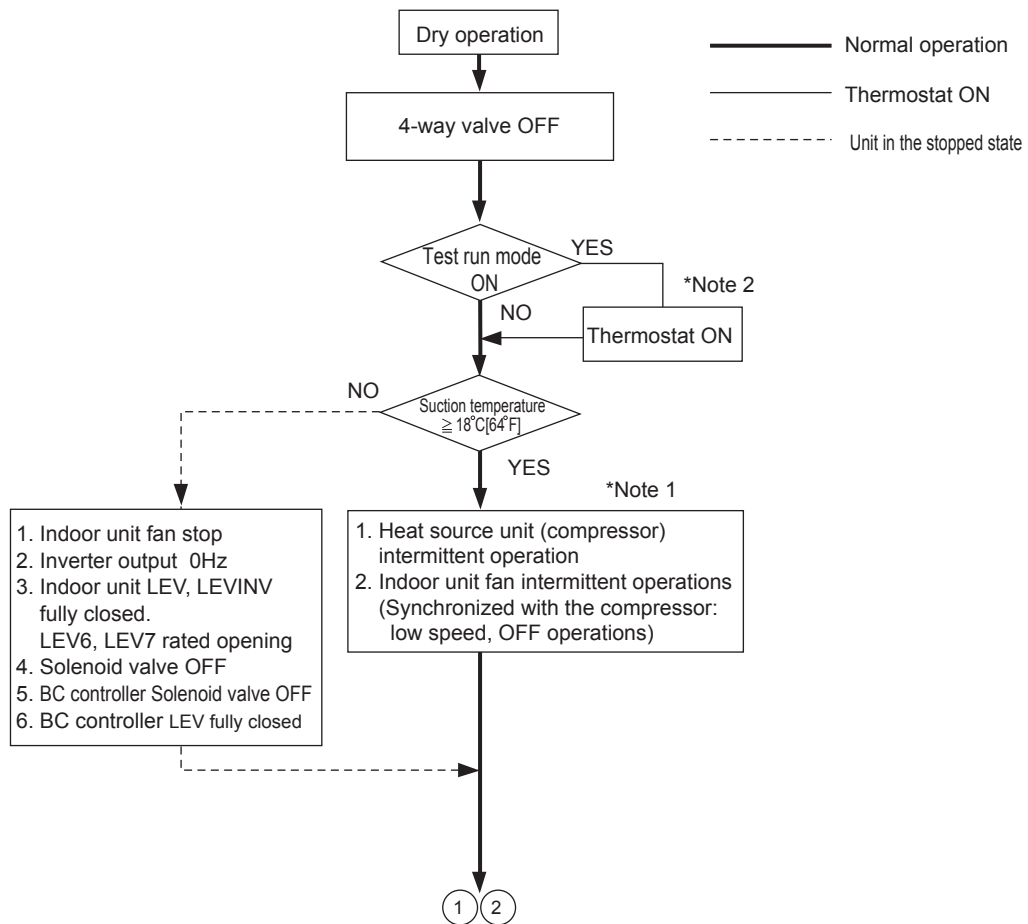 Dry operation
Normal operation
Thermostat ON
Unit in the stopped state
4-way valve OFF
Test run mode
ON
YES
*Note 2
NO
Thermostat ON
NO
Suction temperature
≧ 18°C[64°F]
YES
*Note 1
1. Indoor unit fan stop
2. Inverter output 0Hz
3. Indoor unit LEV, LEVINV
fully closed.
LEV6, LEV7 rated opening
4. Solenoid valve OFF
5. BC controller Solenoid valve OFF
6. BC controller LEV fully closed
1. Heat source unit (compressor)
intermittent operation
2. Indoor unit fan intermittent operations
(Synchronized with the compressor:
low speed, OFF operations)
1 2